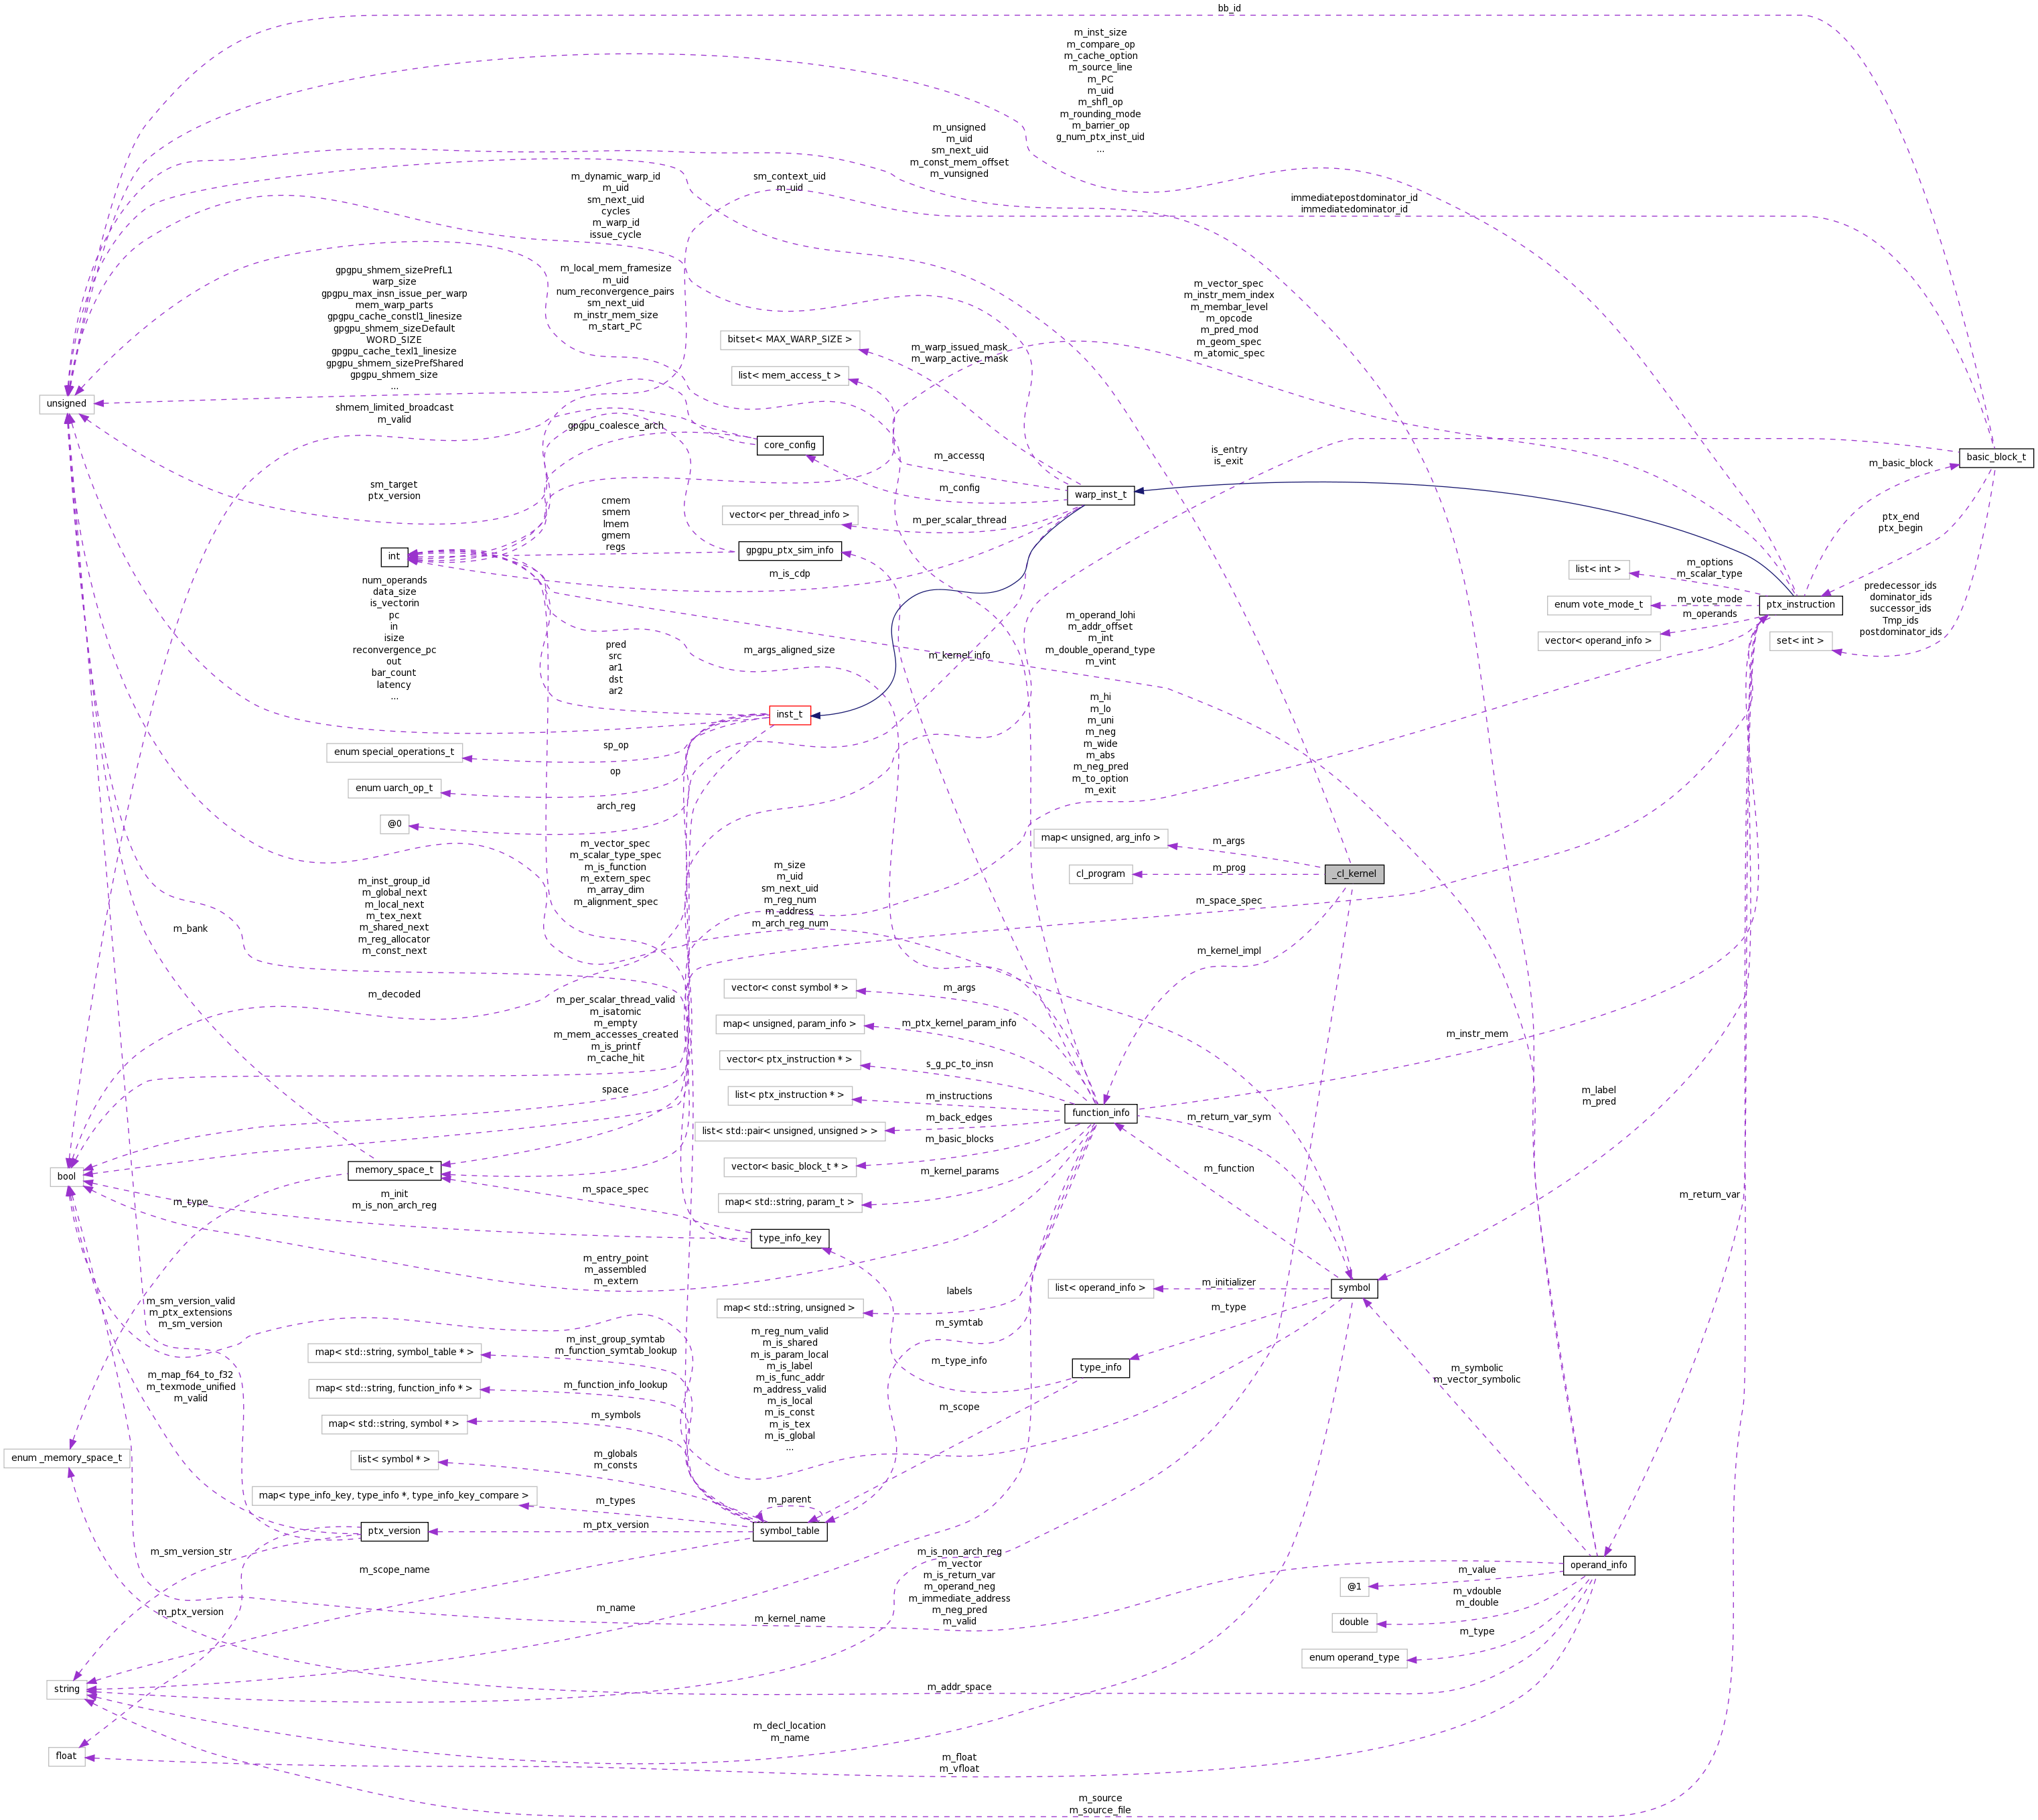 bb_id
m_inst_size
m_compare_op
m_cache_option
m_source_line
m_PC
m_uid
m_shfl_op
m_rounding_mode
m_barrier_op
g_num_ptx_inst_uid
...
m_unsigned
m_uid
sm_next_uid
m_const_mem_offset
m_vunsigned
m_dynamic_warp_id
m_uid
sm_next_uid
cycles
m_warp_id
issue_cycle
sm_context_uid
m_uid
immediatepostdominator_id
immediatedominator_id
gpgpu_shmem_sizePrefL1
warp_size
gpgpu_max_insn_issue_per_warp
mem_warp_parts
gpgpu_cache_constl1_linesize
gpgpu_shmem_sizeDefault
WORD_SIZE
gpgpu_cache_texl1_linesize
gpgpu_shmem_sizePrefShared
gpgpu_shmem_size
...
m_local_mem_framesize
m_uid
num_reconvergence_pairs
sm_next_uid
m_instr_mem_size
m_start_PC
m_vector_spec
m_instr_mem_index
m_membar_level
m_opcode
m_pred_mod
m_geom_spec
m_atomic_spec
bitset< MAX_WARP_SIZE >
m_warp_issued_mask
m_warp_active_mask
list< mem_access_t >
unsigned
shmem_limited_broadcast
m_valid
gpgpu_coalesce_arch
core_config
m_accessq
is_entry
is_exit
m_basic_block
basic_block_t
sm_target
ptx_version
m_config
warp_inst_t
cmem
smem
lmem
gmem
regs
vector< per_thread_info >
m_per_scalar_thread
ptx_end
ptx_begin
int
gpgpu_ptx_sim_info
m_is_cdp
list< int >
m_options
m_scalar_type
enum vote_mode_t
m_vote_mode
ptx_instruction
m_operands
vector< operand_info >
set< int >
predecessor_ids
dominator_ids
successor_ids
Tmp_ids
postdominator_ids
num_operands
data_size
is_vectorin
pc
in
isize
reconvergence_pc
out
bar_count
latency
...
pred
src
ar1
dst
ar2
m_args_aligned_size
m_kernel_info
m_operand_lohi
m_addr_offset
m_int
m_double_operand_type
m_vint
inst_t
m_hi
m_lo
m_uni
m_neg
m_wide
m_abs
m_neg_pred
m_to_option
m_exit
enum special_operations_t
sp_op
enum uarch_op_t
op
@0
arch_reg
m_vector_spec
m_scalar_type_spec
m_is_function
m_extern_spec
m_array_dim
m_alignment_spec
map< unsigned, arg_info >
m_args
cl_program
m_prog
_cl_kernel
m_size
m_uid
sm_next_uid
m_reg_num
m_address
m_arch_reg_num
m_space_spec
m_inst_group_id
m_global_next
m_local_next
m_tex_next
m_shared_next
m_reg_allocator
m_const_next
m_bank
m_kernel_impl
m_decoded
vector< const symbol * >
m_args
m_per_scalar_thread_valid
m_isatomic
m_empty
m_mem_accesses_created
m_is_printf
m_cache_hit
map< unsigned, param_info >
m_ptx_kernel_param_info
vector< ptx_instruction * >
s_g_pc_to_insn
m_instr_mem
space
list< ptx_instruction * >
m_instructions
m_label
m_pred
function_info
list< std::pair< unsigned, unsigned > >
m_back_edges
m_return_var_sym
bool
memory_space_t
vector< basic_block_t * >
m_basic_blocks
m_function
map< std::string, param_t >
m_kernel_params
m_space_spec
m_return_var
m_type
m_init
m_is_non_arch_reg
type_info_key
m_entry_point
m_assembled
m_extern
list< operand_info >
m_initializer
symbol
m_sm_version_valid
m_ptx_extensions
m_sm_version
map< std::string, unsigned >
labels
m_type
m_symtab
m_reg_num_valid
m_is_shared
m_is_param_local
m_is_label
m_is_func_addr
m_address_valid
m_is_local
m_is_const
m_is_tex
m_is_global
...
map< std::string, symbol_table * >
m_inst_group_symtab
m_function_symtab_lookup
m_type_info
type_info
m_symbolic
m_vector_symbolic
m_map_f64_to_f32
m_texmode_unified
m_valid
map< std::string, function_info * >
m_function_info_lookup
m_scope
map< std::string, symbol * >
m_symbols
enum _memory_space_t
list< symbol * >
m_globals
m_consts
map< type_info_key, type_info *, type_info_key_compare >
m_types
m_parent
ptx_version
m_ptx_version
symbol_table
m_sm_version_str
m_scope_name
m_is_non_arch_reg
m_vector
m_is_return_var
m_operand_neg
m_immediate_address
m_neg_pred
m_valid
operand_info
@1
m_value
double
m_vdouble
m_double
m_ptx_version
m_name
m_kernel_name
enum operand_type
m_type
string
m_addr_space
m_decl_location
m_name
float
m_float
m_vfloat
m_source
m_source_file